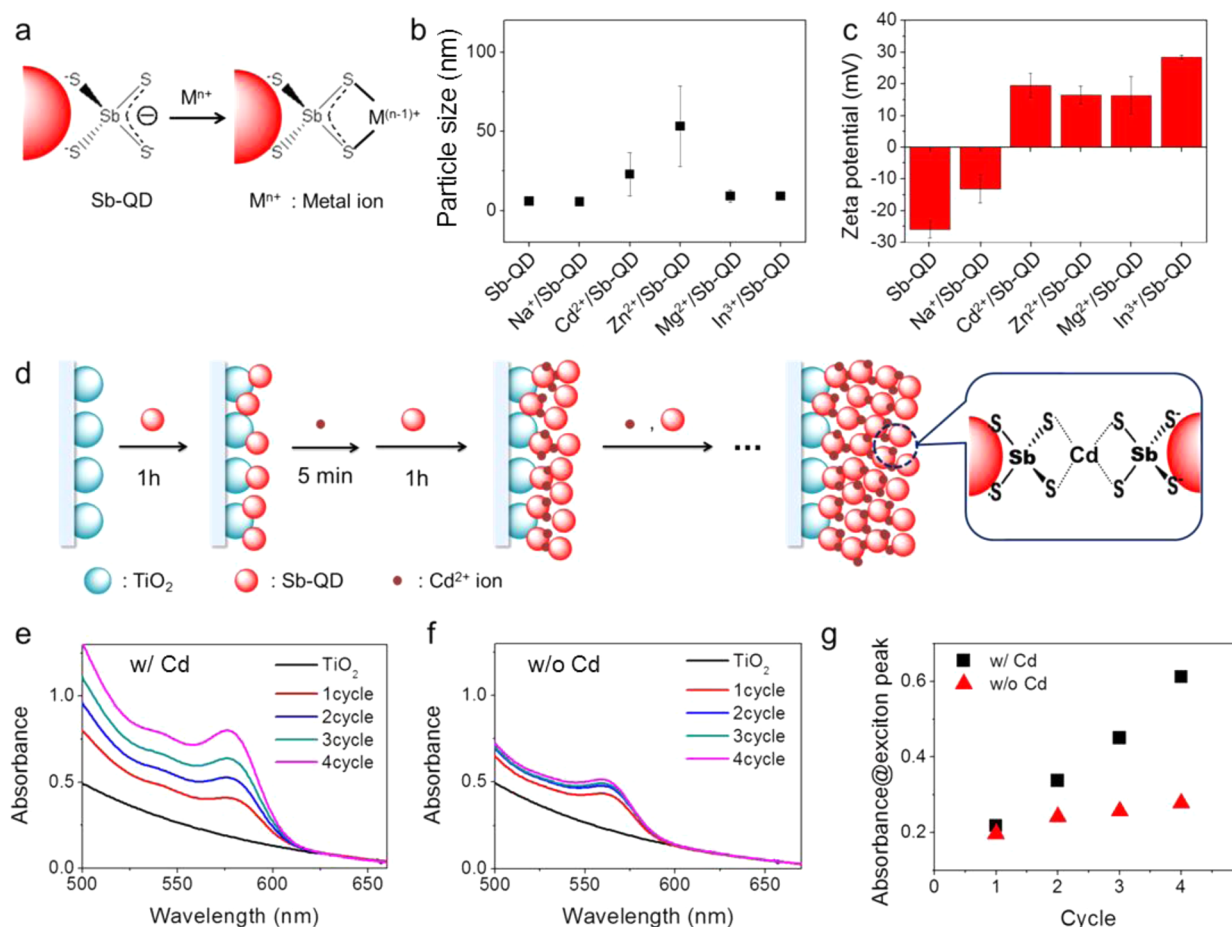 a
-S
S
Sb
⊖
-S
S-
Mn+
-S
S
Sb
M(n-1)+
-S
S
Sb-QD
Mn+ : Metal ion
b
Particle size (nm)
100
50
0
Sb-QD
Na+/Sb-QD
Cd2+/Sb-QD
Zn2+/Sb-QD
Mg2+/Sb-QD
In3+/Sb-QD
c
Zeta potential (mV)
40
30
20
10
0
-10
-20
-30
Sb-QD
Na+/Sb-QD
Cd2+/Sb-QD
Zn2+/Sb-QD
Mg2+/Sb-QD
In3+/Sb-QD
d
1h
5 min
1h
,
...
S S S S-
Sb Cd Sb
-S S S S-
: TiO2
: Sb-QD
: Cd2+ ion
e
w/ Cd
TiO2
1cycle
2cycle
3cycle
4cycle
Absorbance
1.0
0.5
0.0
500 550 600 650
Wavelength (nm)
f
w/o Cd
TiO2
1cycle
2cycle
3cycle
4cycle
Absorbance
1.0
0.5
0.0
500 550 600 650
Wavelength (nm)
g
w/ Cd
w/o Cd
Absorbance@exciton peak
0.6
0.4
0.2
0 1 2 3 4
Cycle